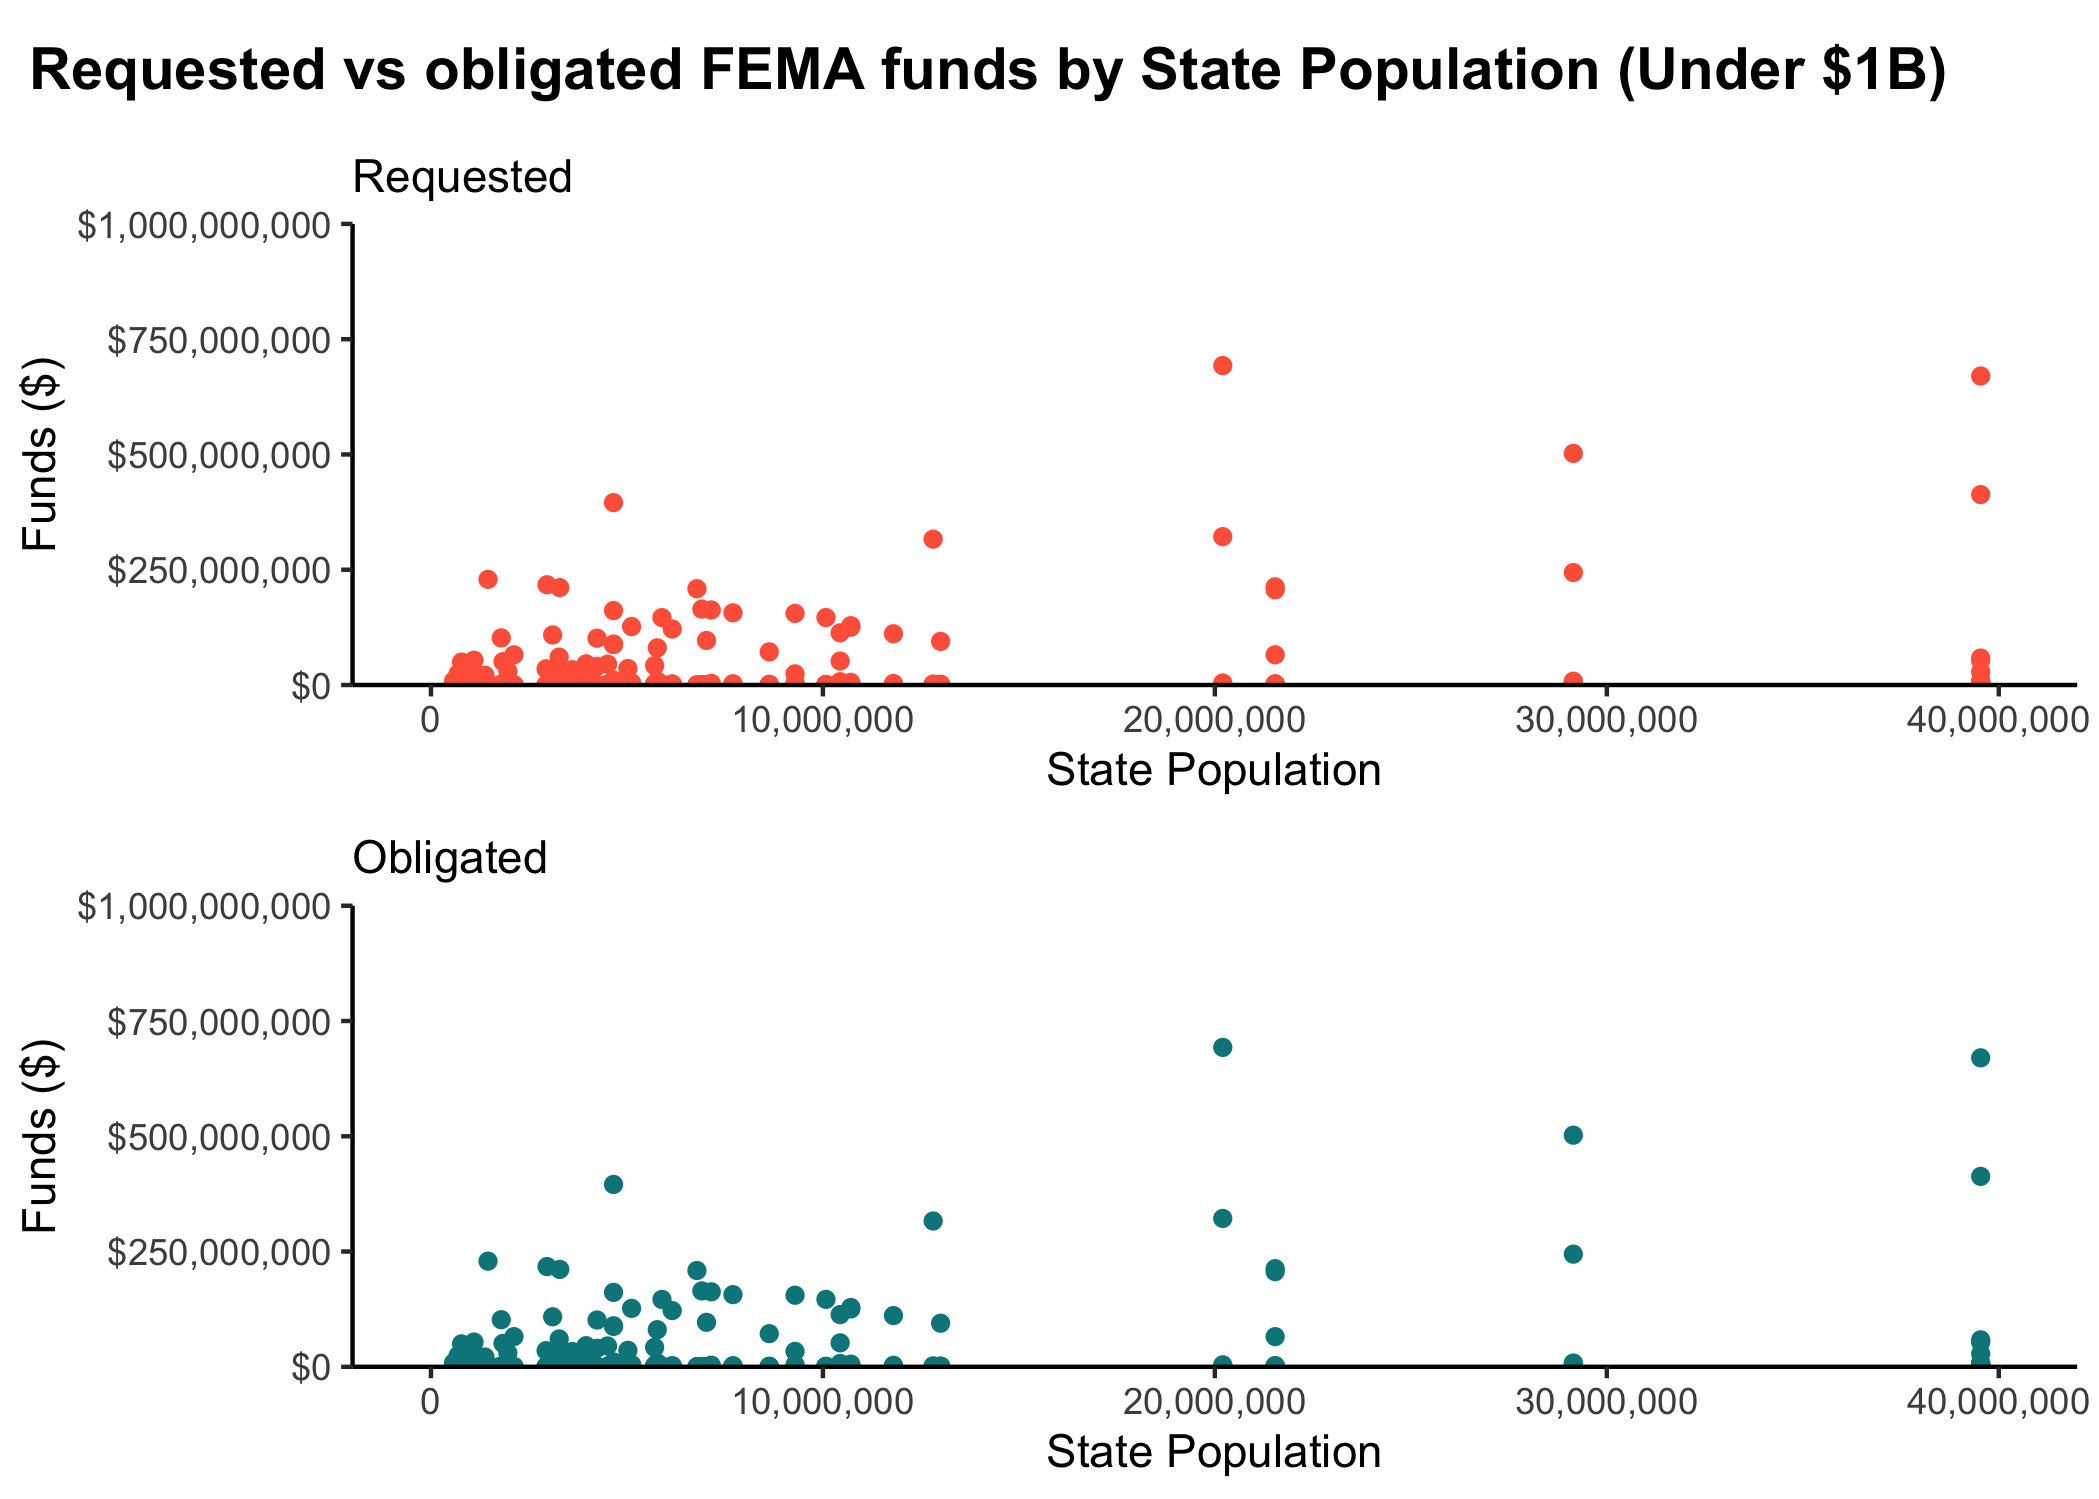 Requested vs obligated FEMA funds by State Population (Under $1B)
Requested
$1,000,000,000
$750,000,000
$500,000,000
$250,000,000
$0
Funds ($)
0
10,000,000
20,000,000
30,000,000
40,000,000
State Population
Obligated
$1,000,000,000
$750,000,000
$500,000,000
$250,000,000
$0
Funds ($)
0
10,000,000
20,000,000
30,000,000
40,000,000
State Population